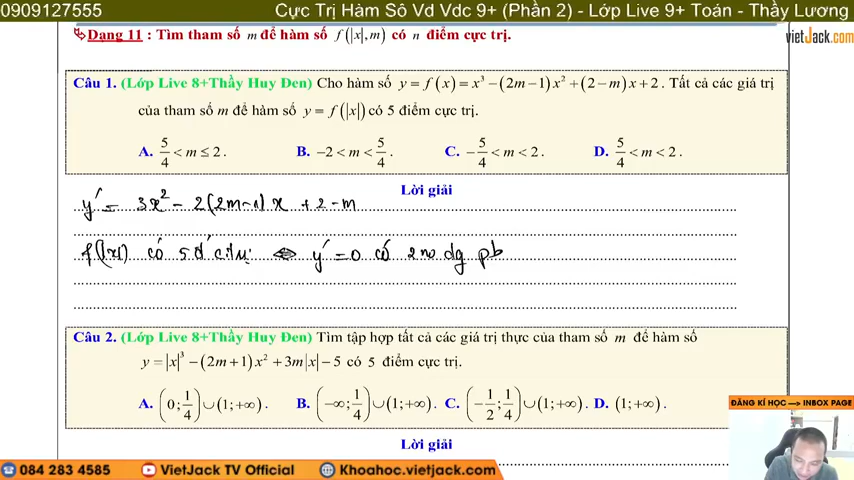 0909127555
Cực Trị Hàm Số Vd Vdc 9+ (Phần 2) - Lớp Live 9+ Toán - Thầy Lương
vietJack.com
Dạng 11 : Tìm tham số m để hàm số f(|x|,m) có n điểm cực trị.
Câu 1. (Lớp Live 8+Thầy Huy Đen) Cho hàm số y = f(x) = x³ − (2m−1)x² + (2−m)x + 2. Tất cả các giá trị
của tham số m để hàm số y = f(|x|) có 5 điểm cực trị.
A. 5/4 < m ≤ 2. B. −2 < m < 5/4. C. −5/4 < m < 2. D. 5/4 < m < 2.
Lời giải
y' = 3x² − 2(2m−1)x + 2−m
f(|x|) có 5 đ' c.trị ⇔ y' = 0 có 2 no dg pb
Câu 2. (Lớp Live 8+Thầy Huy Đen) Tìm tập hợp tất cả các giá trị thực của tham số m để hàm số
y = |x|³ − (2m+1)x² + 3m|x| − 5 có 5 điểm cực trị.
A. (0;1/4)∪(1;+∞). B. (−∞;1/4)∪(1;+∞). C. (−1/2;1/4)∪(1;+∞). D. (1;+∞).
Lời giải
ĐĂNG KÍ HỌC —> INBOX PAGE
084 283 4585 VietJack TV Official Khoahoc.vietjack.com